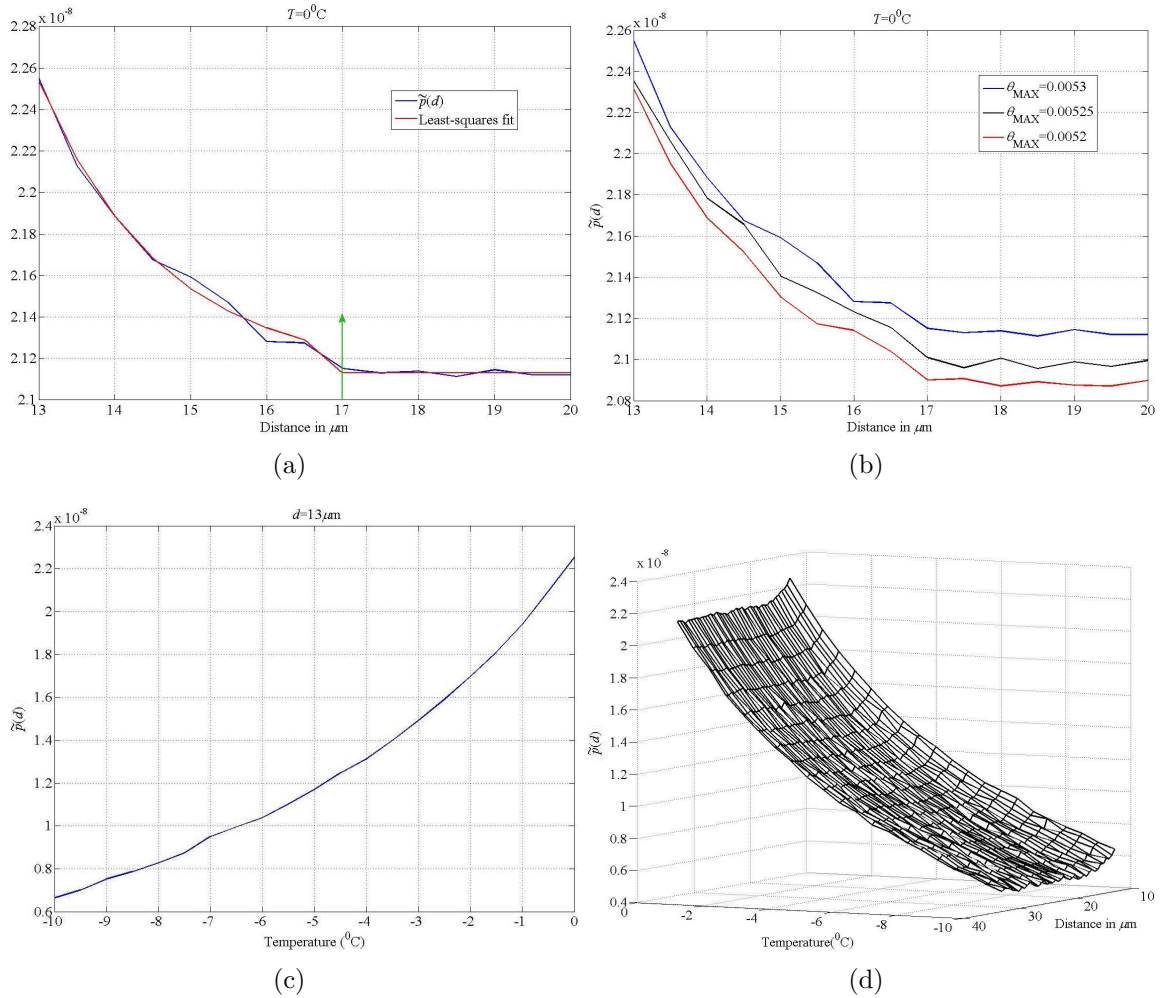 x 10⁻⁸
T=0⁰C
2.28
2.26
2.24
2.22
2.2
2.18
2.16
2.14
2.12
2.1
p̃(d)
Least-squares fit
13 14 15 16 17 18 19 20
Distance in μm
(a)
x 10⁻⁸
T=0⁰C
2.26
2.24
2.22
2.2
2.18
2.16
2.14
2.12
2.1
2.08
p̃(d)
θMAX=0.0053
θMAX=0.00525
θMAX=0.0052
13 14 15 16 17 18 19 20
Distance in μm
(b)
x 10⁻⁸
d=13μm
2.4
2.2
2
1.8
1.6
1.4
1.2
1
0.8
0.6
p̃(d)
-10 -9 -8 -7 -6 -5 -4 -3 -2 -1 0
Temperature (⁰C)
(c)
x 10⁻⁸
2.4
2.2
2
1.8
1.6
1.4
1.2
1
0.8
0.6
0.4
p̃(d)
0 -2 -4 -6 -8 -10
Temperature(⁰C)
40 30 20 10
Distance in μm
(d)